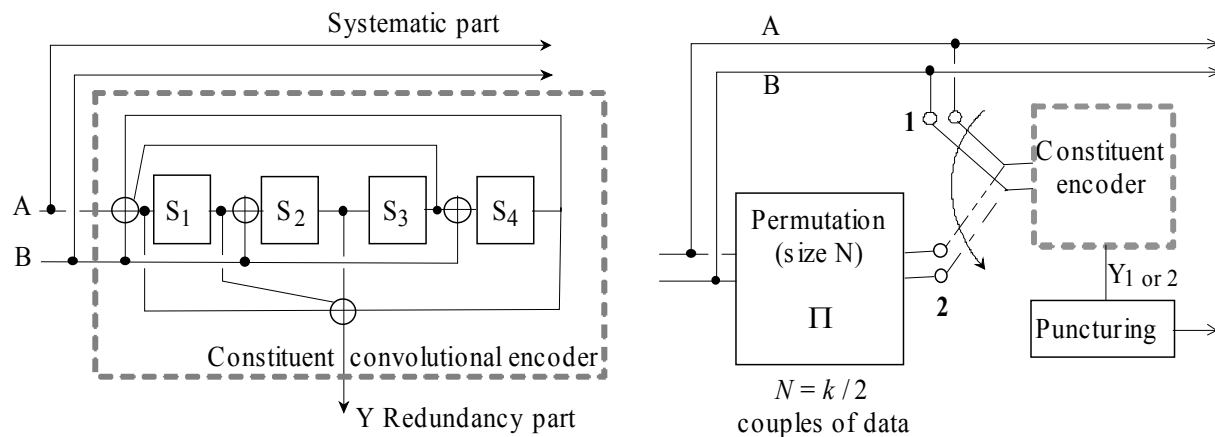 Systematic part
A
B
S1
S2
S3
S4
Constituent convolutional encoder
Y Redundancy part
A
B
1
Constituent
encoder
Permutation
(size N)
Π
2
Y1 or 2
Puncturing
N = k / 2
couples of data